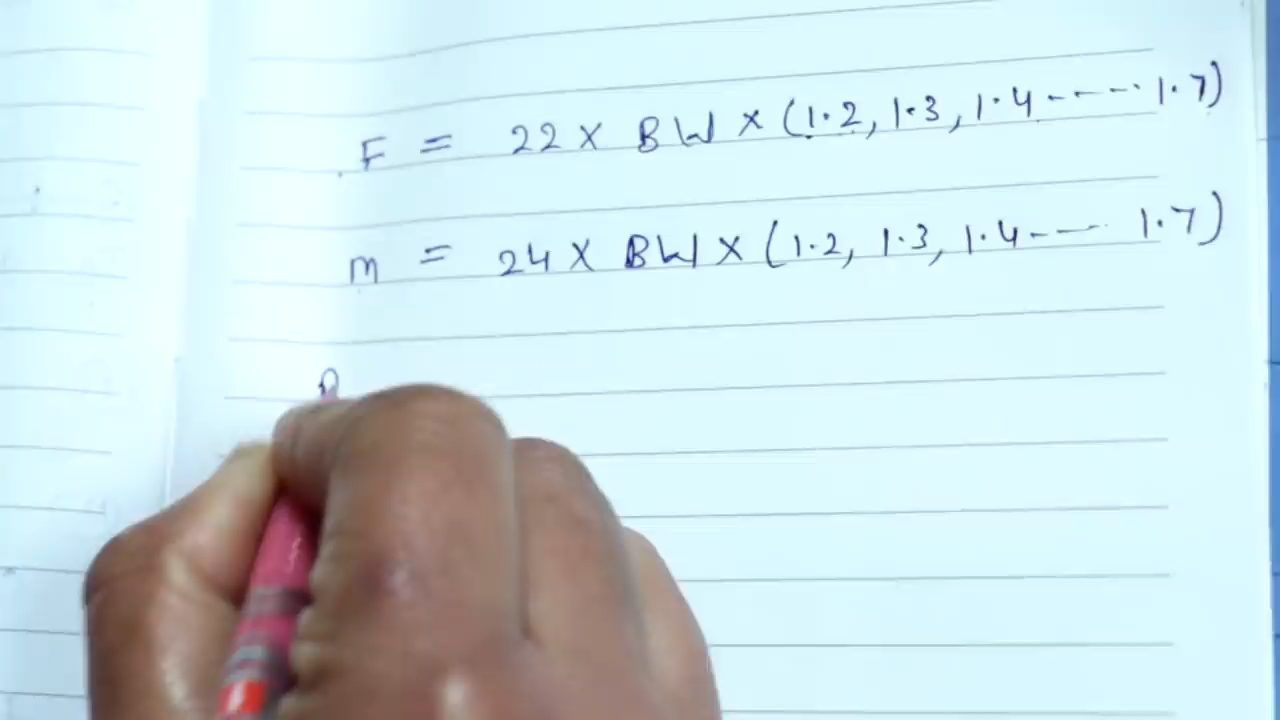 F = 22 X BW X (1.2, 1.3, 1.4 ----- 1.7)
m = 24 X BW X (1.2, 1.3, 1.4 ---- 1.7)